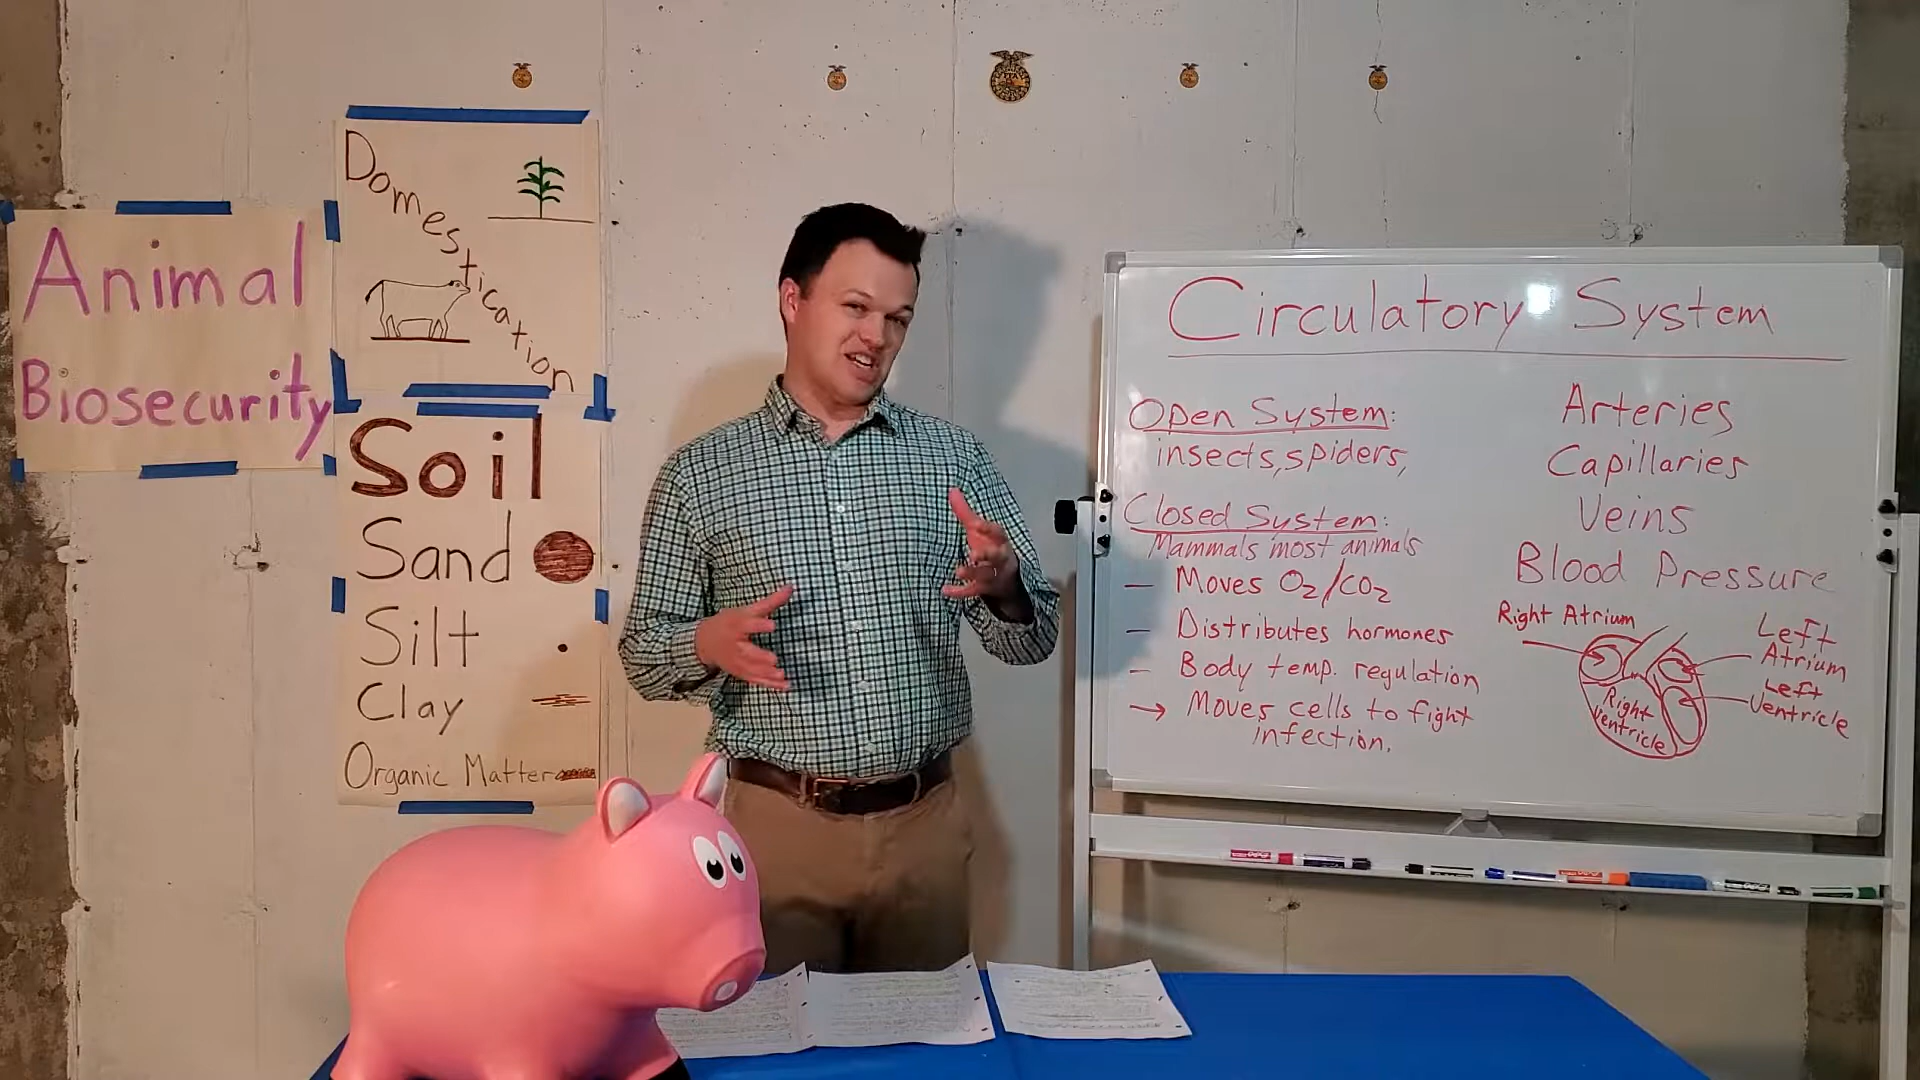 Animal
Biosecurity
Domestication
Soil
Sand
Silt
Clay
Organic Matter
Circulatory System
Open System:
insects, spiders,
Closed System:
Mammals most animals
- Moves O₂/CO₂
- Distributes hormones
- Body temp. regulation
→ Moves cells to fight
infection.
Arteries
Capillaries
Veins
Blood Pressure
Right Atrium
Left
Atrium
Left
Ventricle
Right
Ventricle